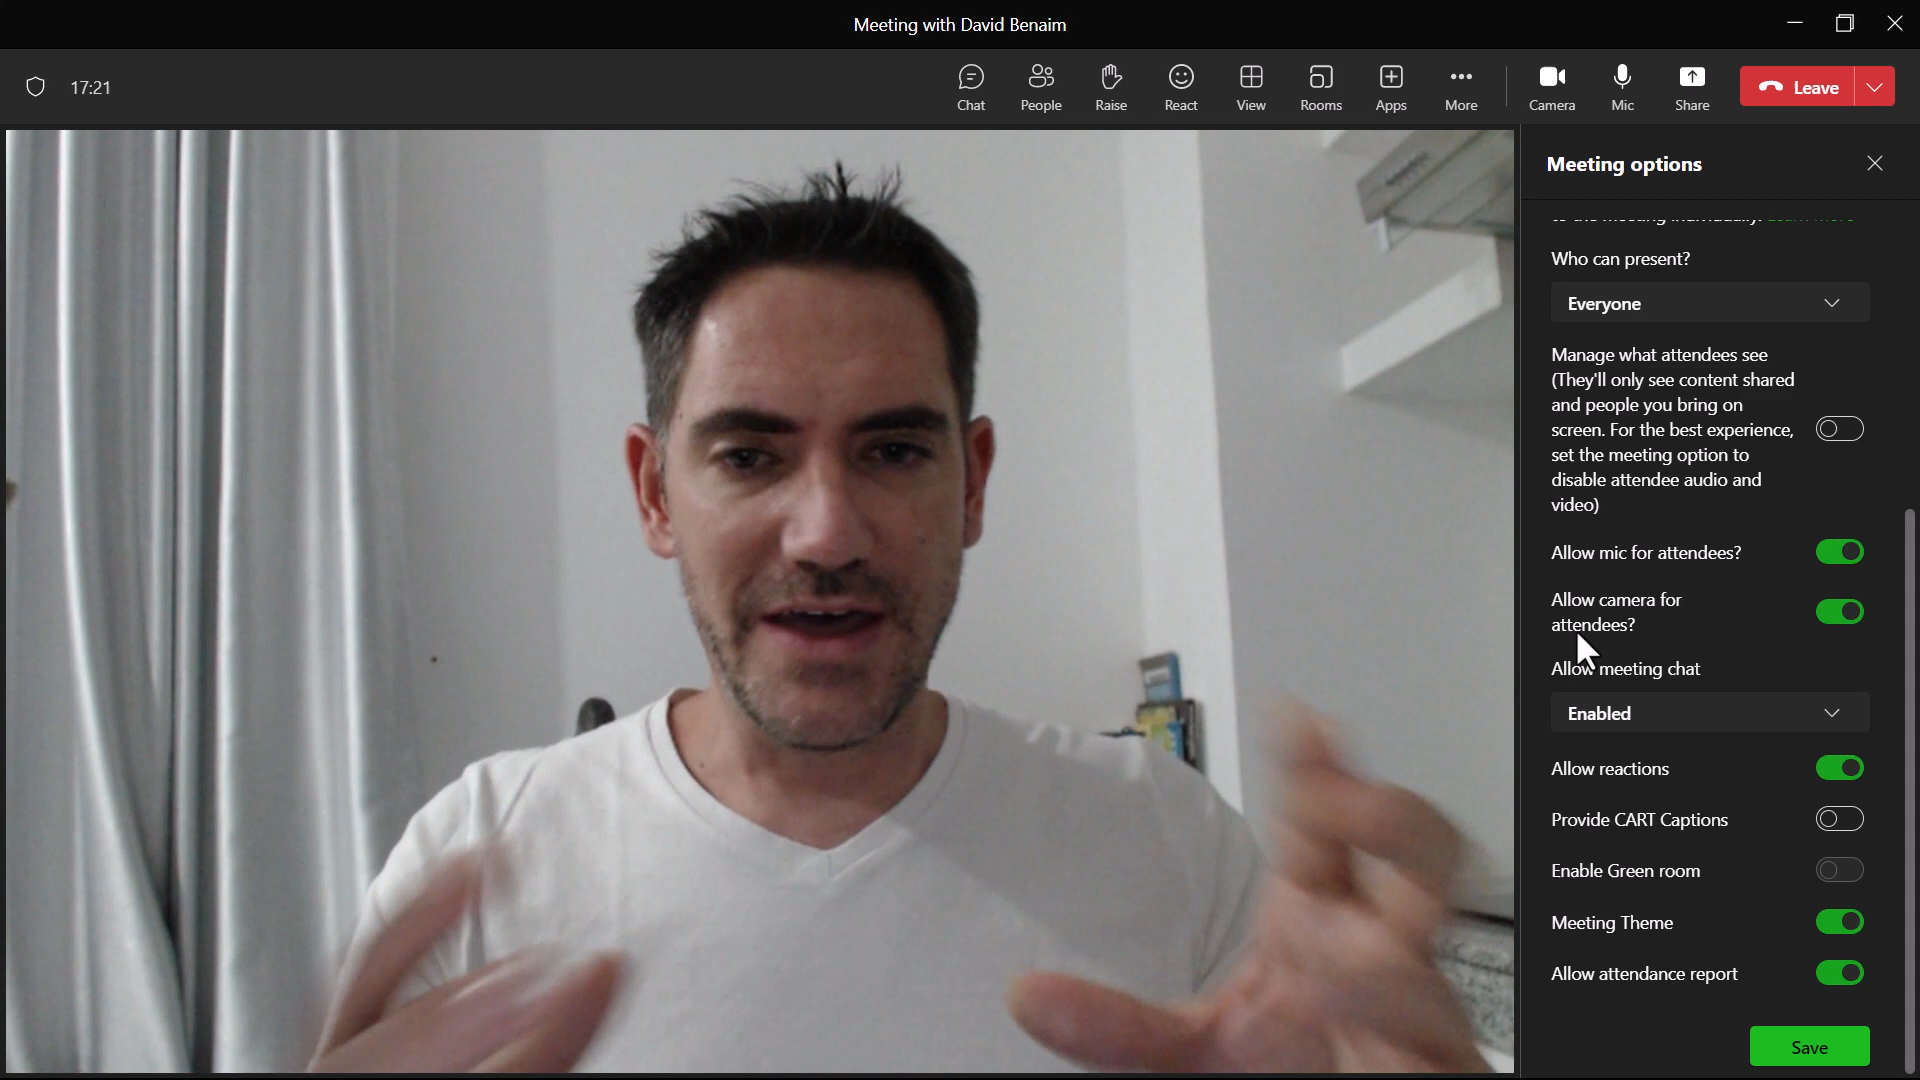 Meeting with David Benaim
17:21
Chat
People
Raise
React
View
Rooms
Apps
More
Camera
Mic
Share
Leave
Meeting options
Who can present?
Everyone
Manage what attendees see
(They'll only see content shared
and people you bring on
screen. For the best experience,
set the meeting option to
disable attendee audio and
video)
Allow mic for attendees?
Allow camera for
attendees?
Allow meeting chat
Enabled
Allow reactions
Provide CART Captions
Enable Green room
Meeting Theme
Allow attendance report
Save